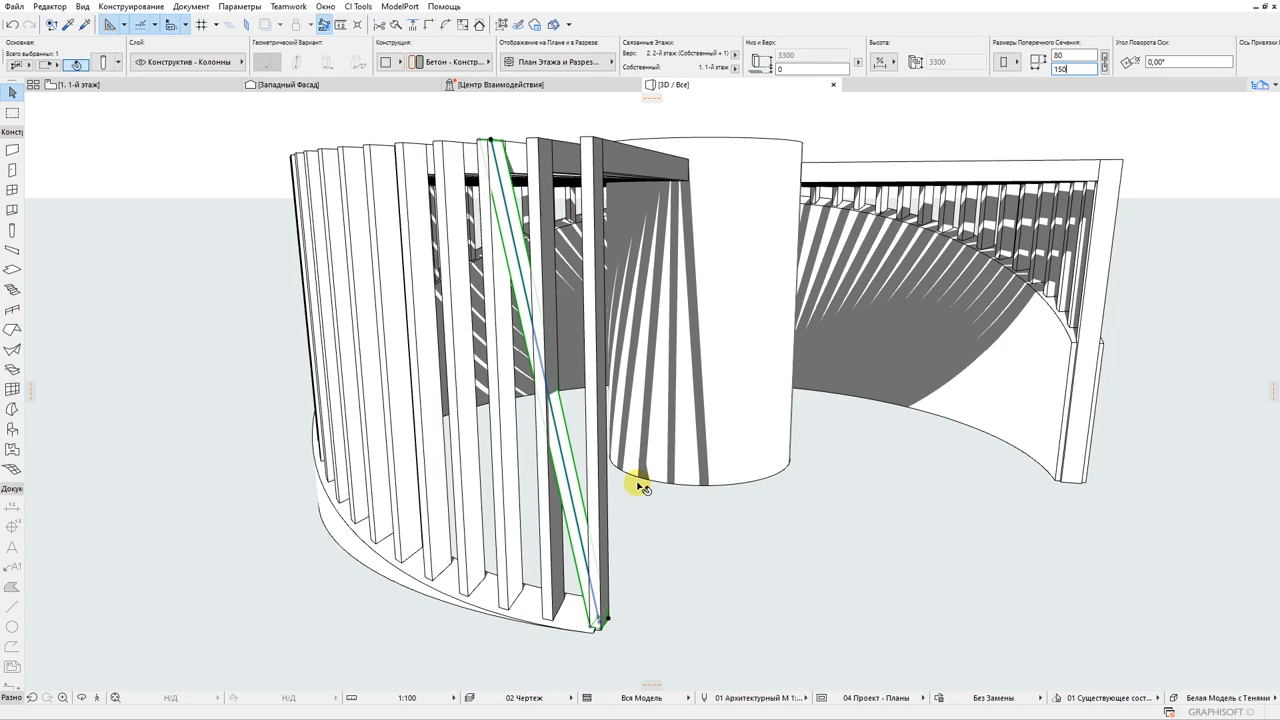 Файл Редактор Вид Конструирование Документ Параметры Teamwork Окно CI Tools ModelPort Помощь
Основная: Слой: Геометрический Вариант: Конструкция: Отображение на Плане и в Разрезе: Связанные Этажи: Низ и Верх: Высота: Размеры Поперечного Сечения: Угол Поворота Оси: Ось Привязки
Всего выбранных: 1
Верх: 2. 2-й этаж (Собственный + 1)
3300
80
Конструктив - Колонны
Бетон - Констр...
План Этажа и Разрез...
3300
0,00°
Собственный: 1. 1-й этаж
0
150
[1. 1-й этаж]
[Западный Фасад]
[Центр Взаимодействия]
[3D / Все]
Конст
Докум
A
A1
Разно
Н/Д
Н/Д
1:100
02 Чертеж
Вся Модель
01 Архитектурный М 1:...
04 Проект - Планы
Без Замены
01 Существующее сост...
Белая Модель с Тенями
GRAPHISOFT ID